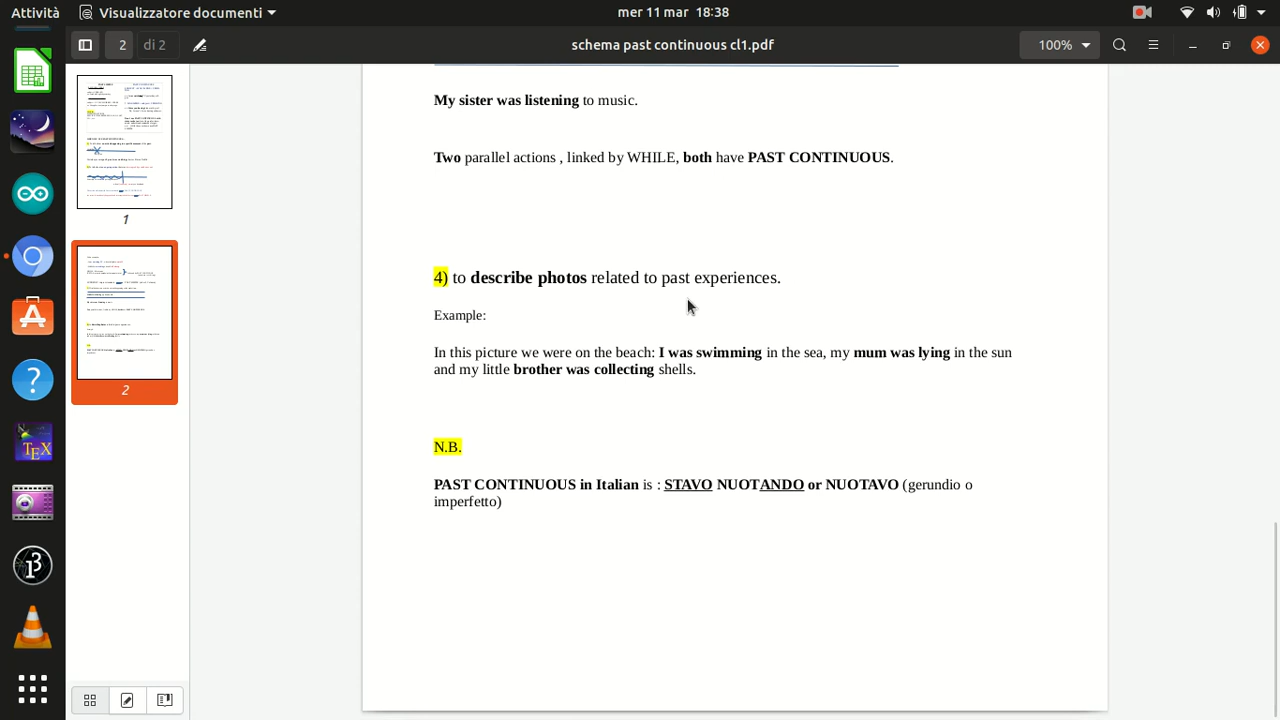 Attività
Visualizzatore documenti
mer 11 mar 18:38
2
di 2
schema past continuous cl1.pdf
100%
1
2
My sister was listening to music.
Two parallel actions , linked by WHILE, both have PAST CONTINUOUS.
4) to describe photos related to past experiences.
Example:
In this picture we were on the beach: I was swimming in the sea, my mum was lying in the sun
and my little brother was collecting shells.
N.B.
PAST CONTINUOUS in Italian is : STAVO NUOTANDO or NUOTAVO (gerundio o
imperfetto)